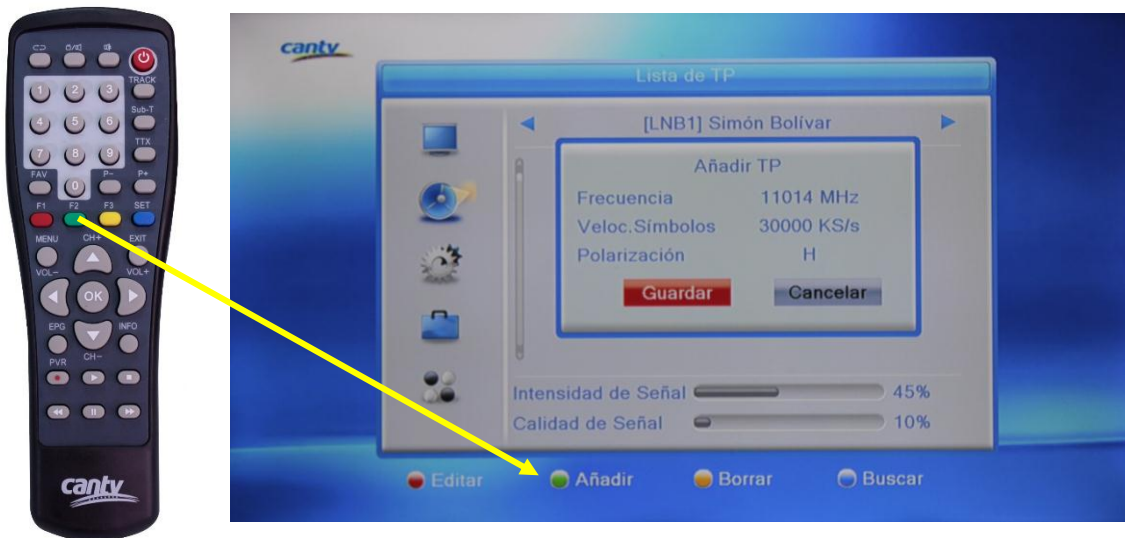 TRACK
1 2 3
Sub-T
4 5 6
TTX
7 8 9
FAV 0 P- P+
F1 F2 F3 SET
MENU CH+ EXIT
VOL- VOL+
OK
EPG INFO
PVR CH-
cantv
cantv
Lista de TP
[LNB1] Simón Bolívar
Añadir TP
Frecuencia 11014 MHz
Veloc.Símbolos 30000 KS/s
Polarización H
Guardar Cancelar
Intensidad de Señal 45%
Calidad de Señal 10%
Editar Añadir Borrar Buscar